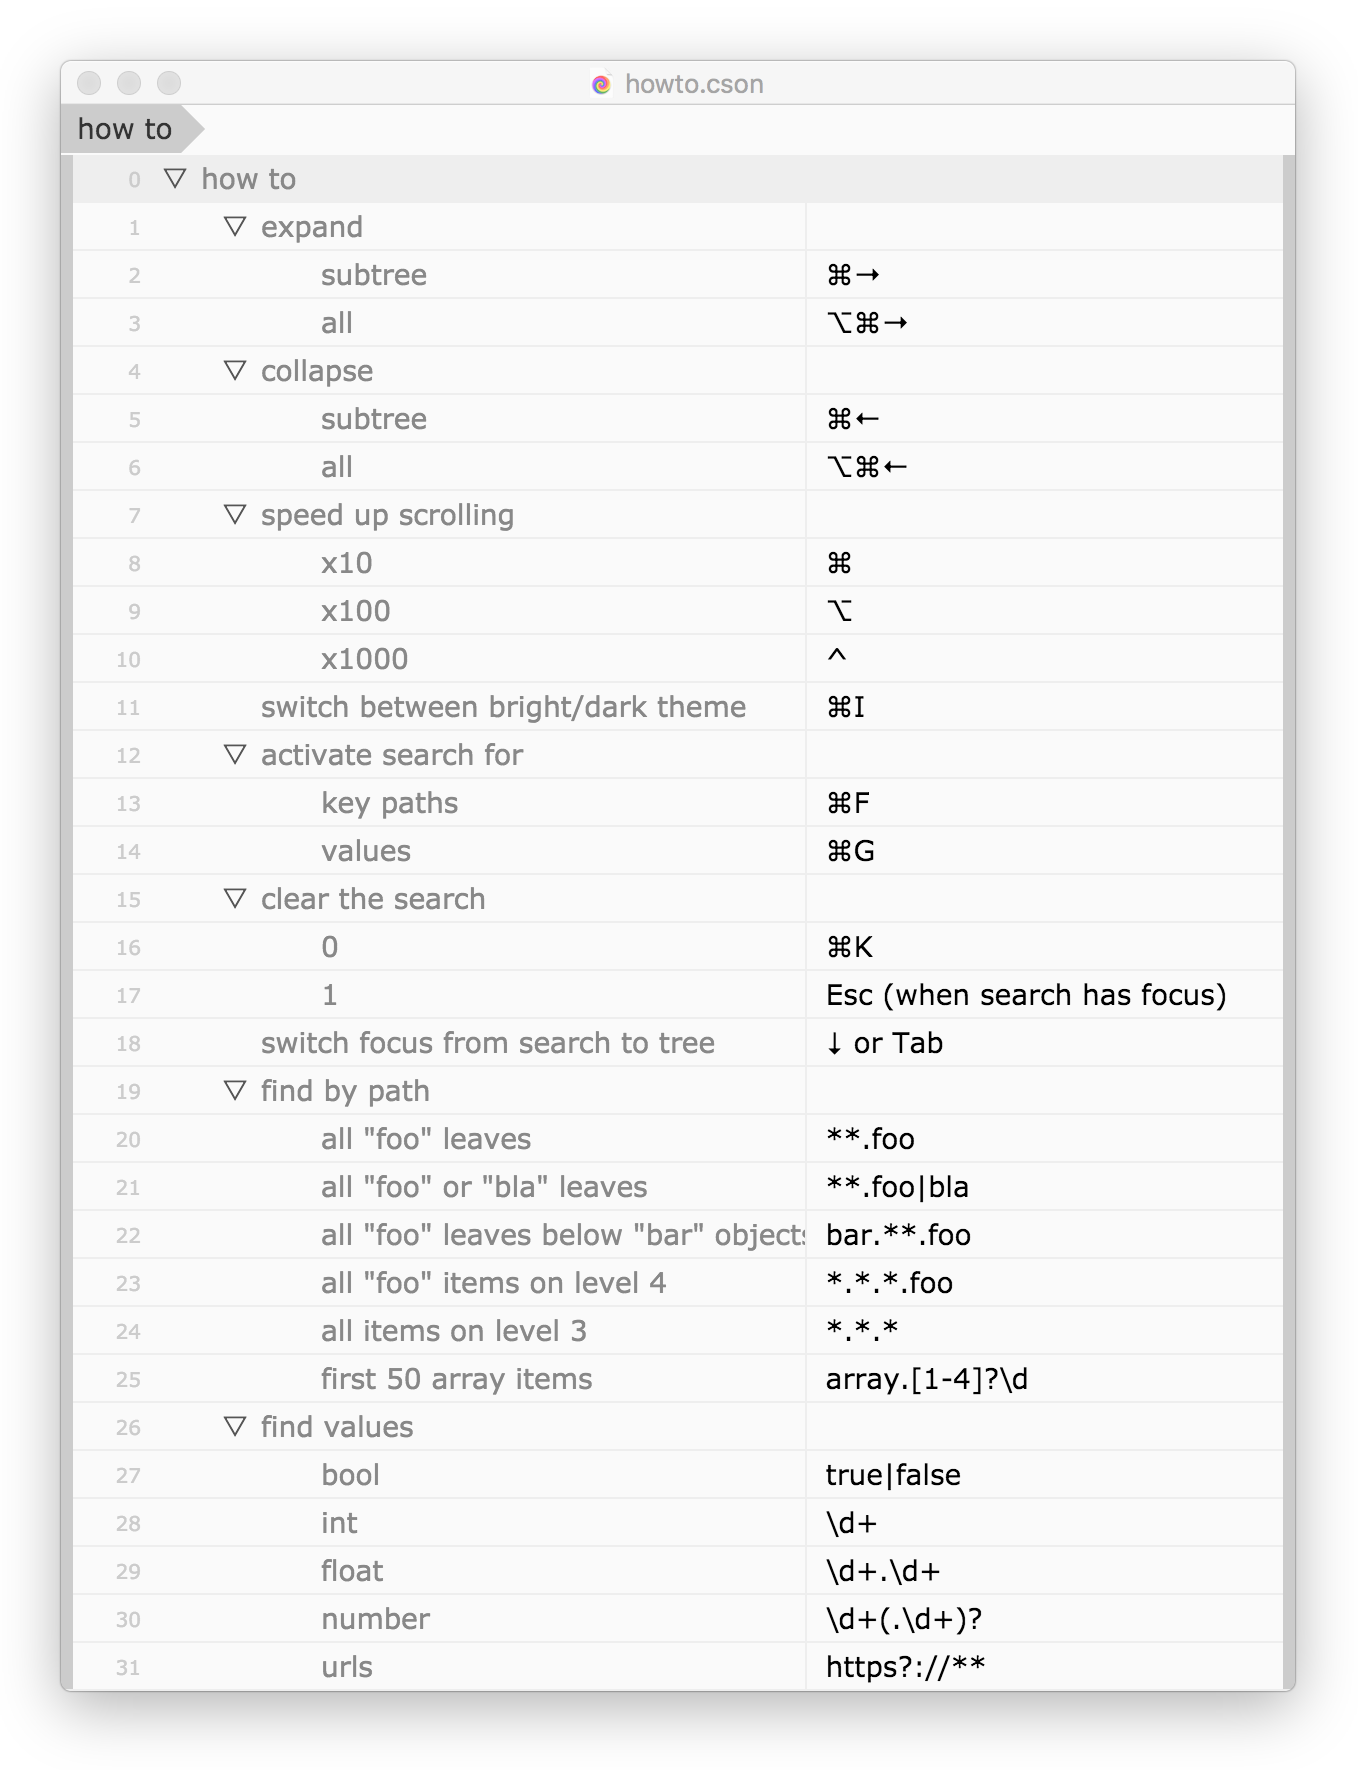 howto.cson
how to
0 ▽ how to
1 ▽ expand
2 subtree ⌘→
3 all ⌥⌘→
4 ▽ collapse
5 subtree ⌘←
6 all ⌥⌘←
7 ▽ speed up scrolling
8 x10 ⌘
9 x100 ⌥
10 x1000 ^
11 switch between bright/dark theme ⌘I
12 ▽ activate search for
13 key paths ⌘F
14 values ⌘G
15 ▽ clear the search
16 0 ⌘K
17 1 Esc (when search has focus)
18 switch focus from search to tree ↓ or Tab
19 ▽ find by path
20 all "foo" leaves **.foo
21 all "foo" or "bla" leaves **.foo|bla
22 all "foo" leaves below "bar" objects bar.**.foo
23 all "foo" items on level 4 *.*.*.foo
24 all items on level 3 *.*.*
25 first 50 array items array.[1-4]?\d
26 ▽ find values
27 bool true|false
28 int \d+
29 float \d+.\d+
30 number \d+(.\d+)?
31 urls https?://**